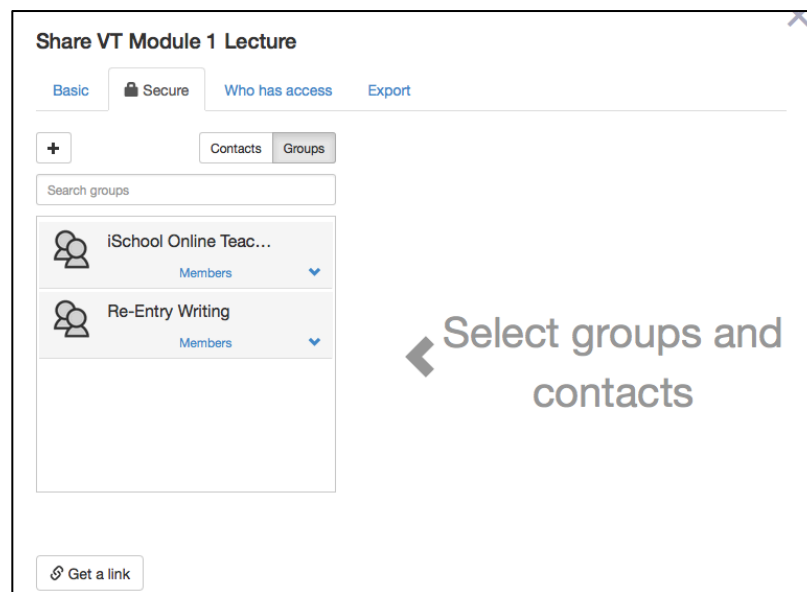 Share VT Module 1 Lecture
Basic Secure Who has access Export
Contacts Groups
Search groups
iSchool Online Teac...
Members
Re-Entry Writing
Members
Select groups and
contacts
Get a link